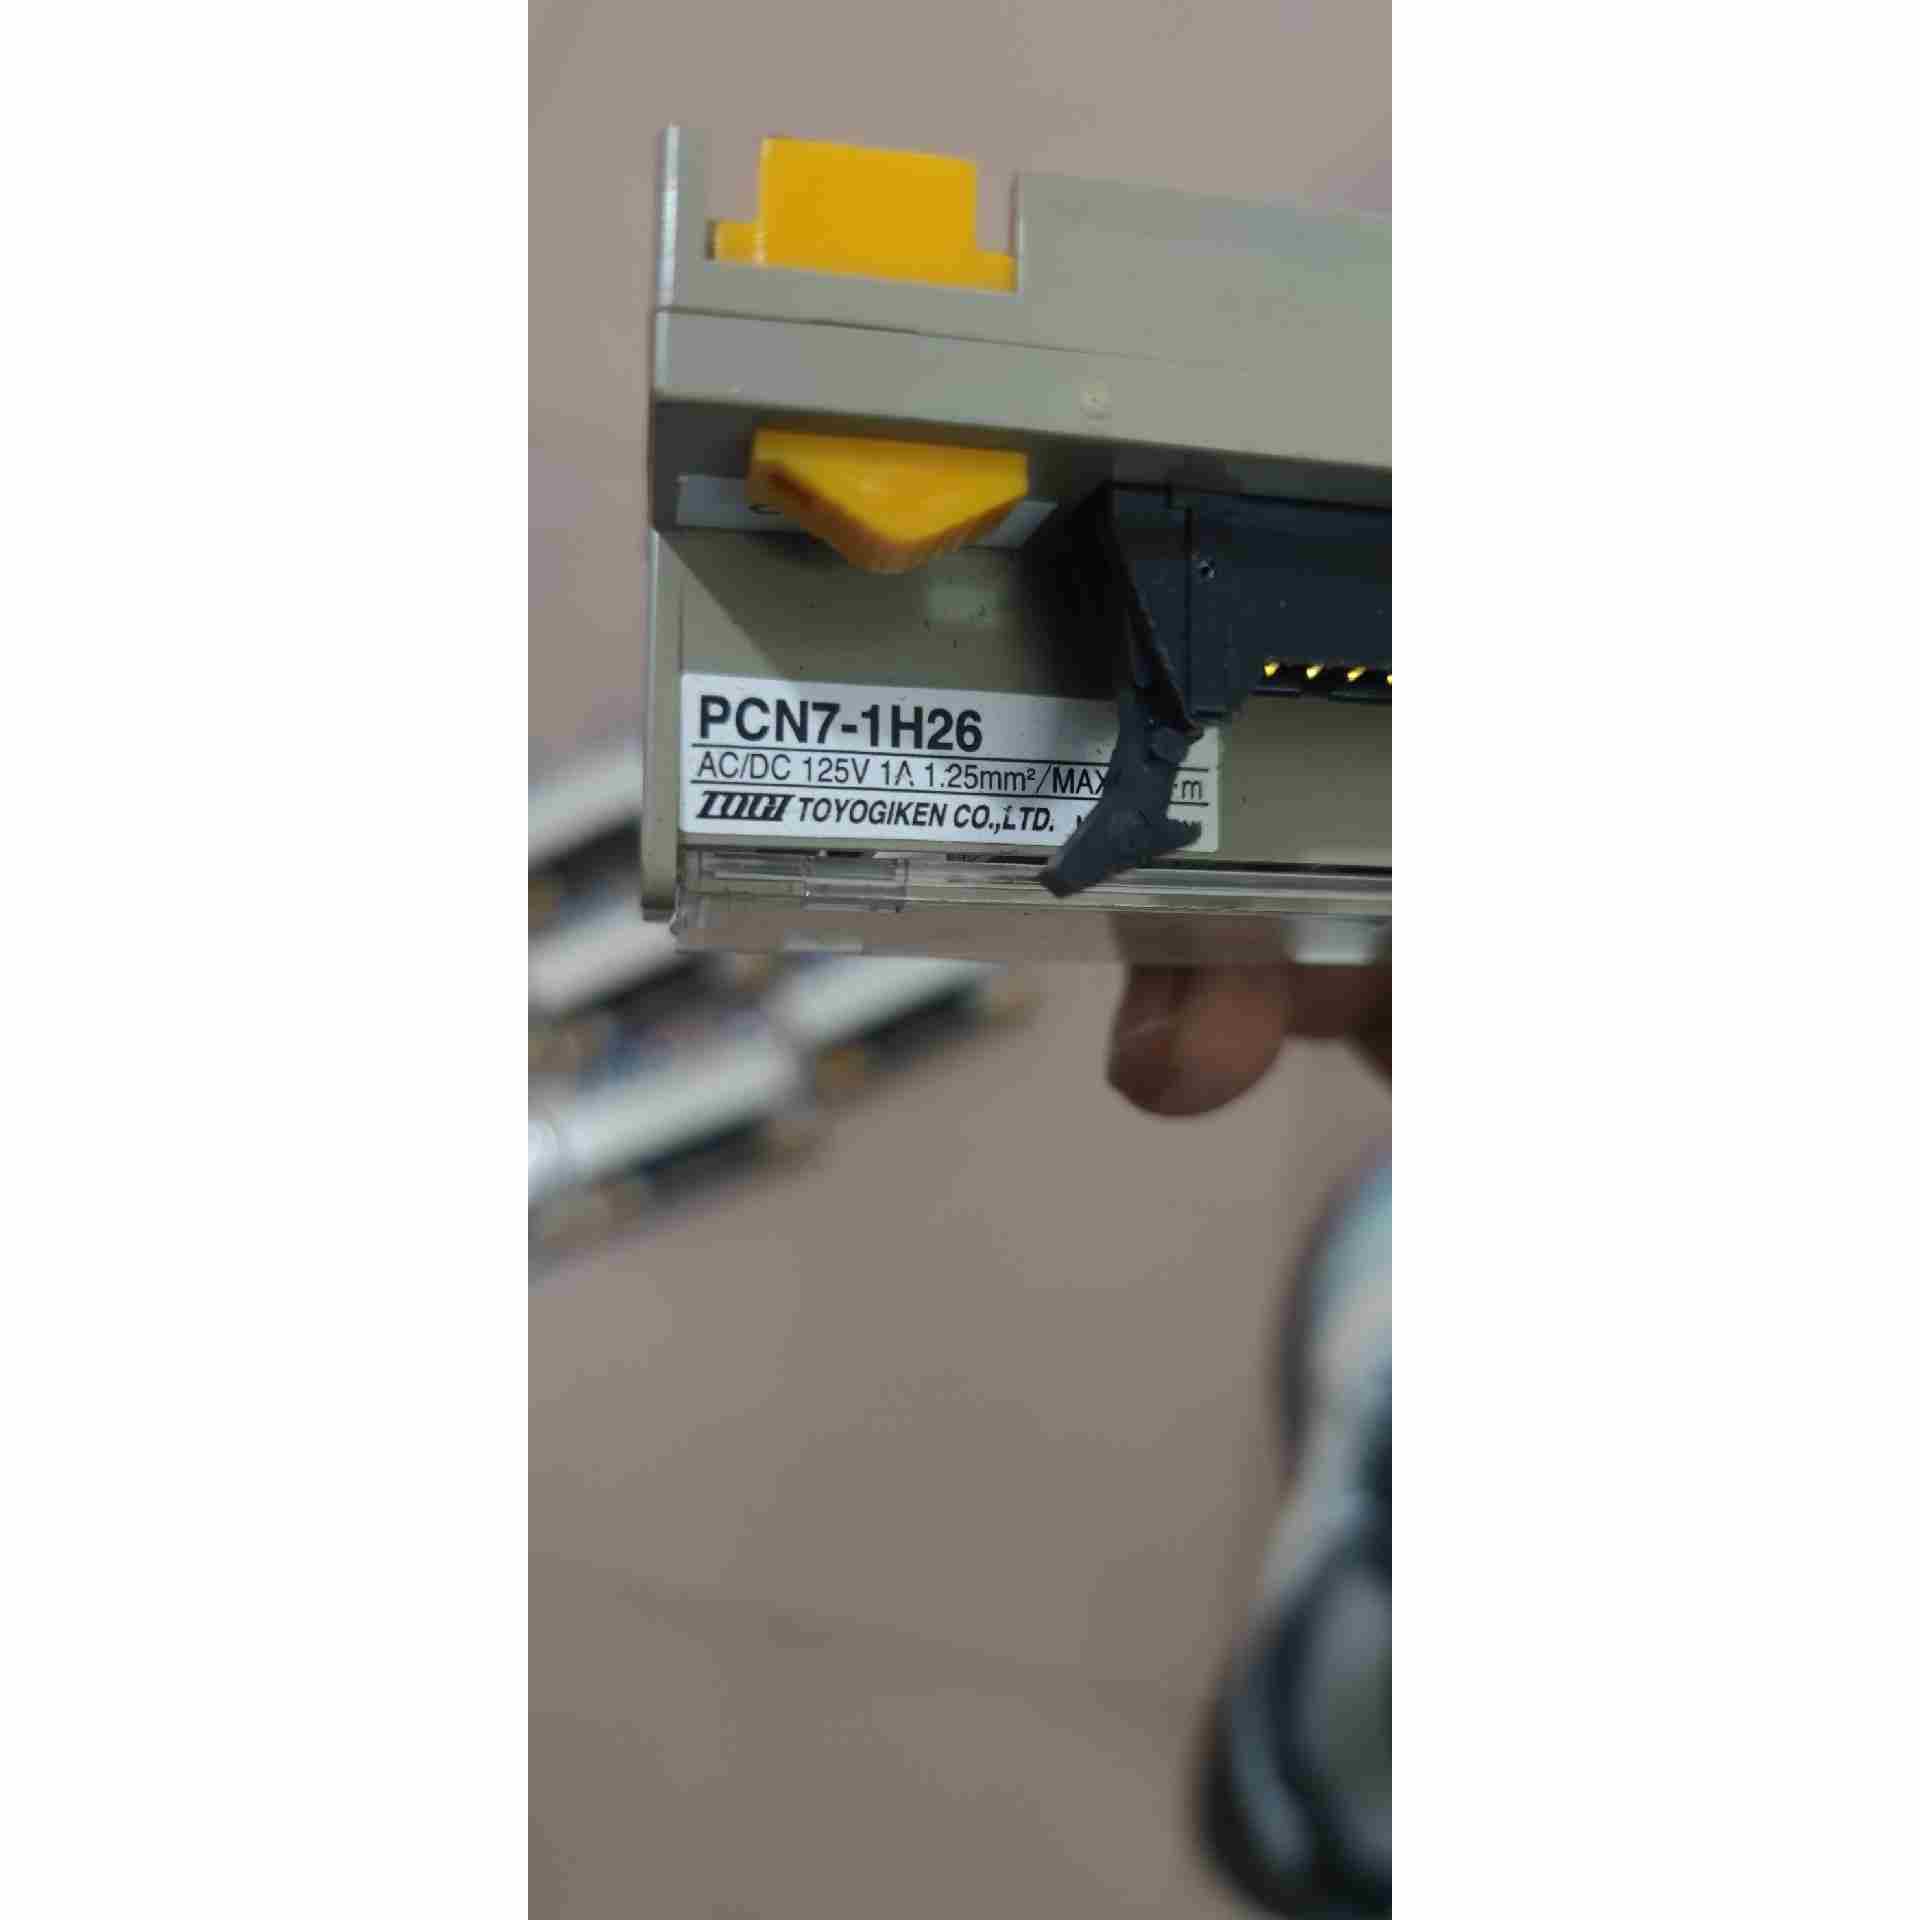 PCN7-1H26
AC/DC 125V 1A 1.25mm²/MAX
TOGI TOYOGIKEN CO.,LTD.